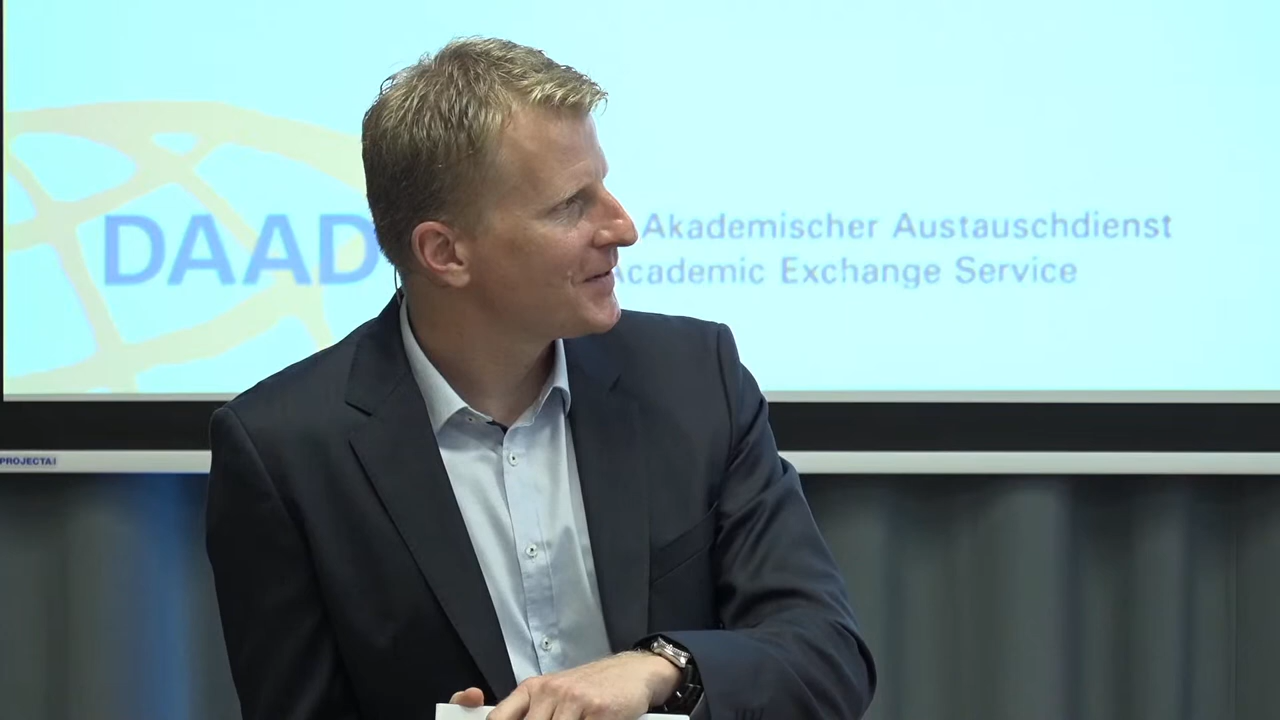 DAAD
Akademischer Austauschdienst
Academic Exchange Service
PROJECTA